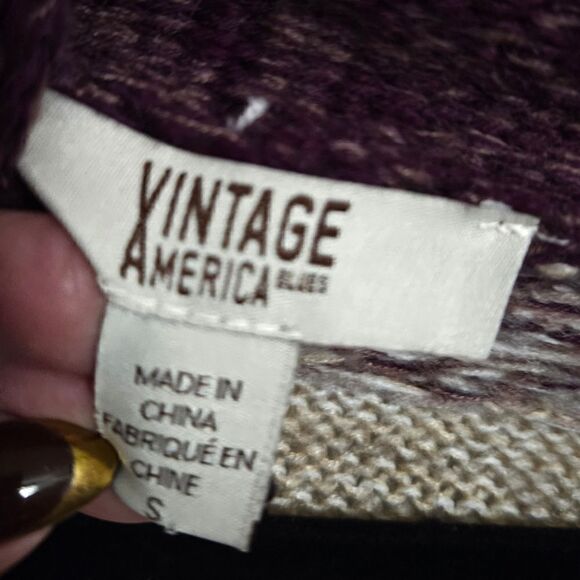 VINTAGE
AMERICA BLUES
MADE IN
CHINA
FABRIQUÉ EN
CHINE
S